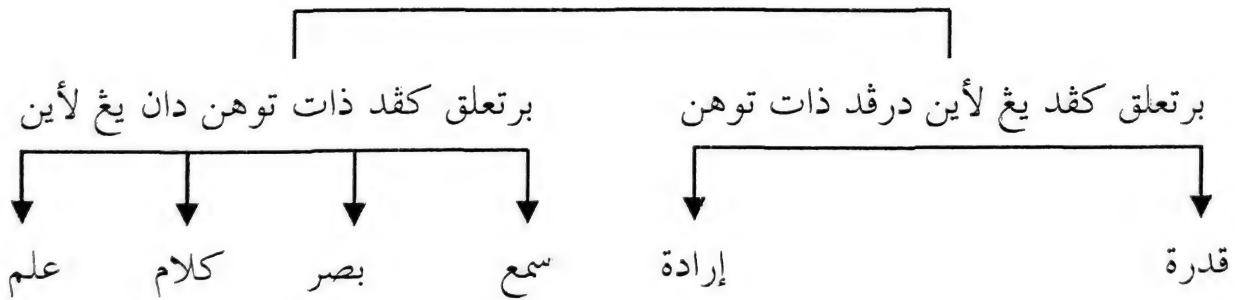 برتعلق كڤد يڠ لأين درڤد ذات توهن
برتعلق كڤد ذات توهن دان يڠ لأين
قدرة
إرادة
سمع
بصر
كلام
علم